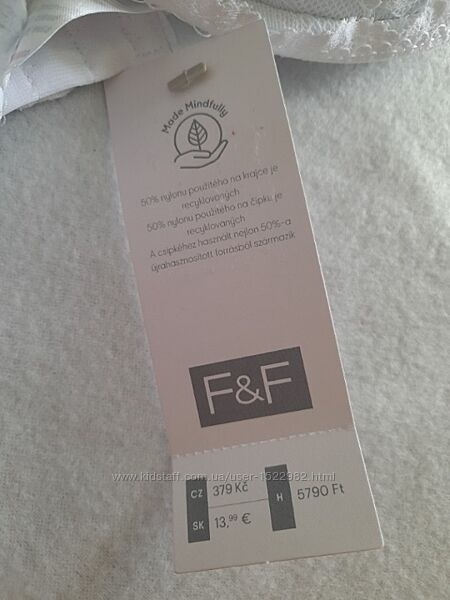 Made Mindfully
50% nylonu použitého na krajce je
recyklovaných
50% nylonu použitého na čipku je
recyklovaných
A csipkéhez használt nejlon 50%-a
újrahasznosított forrásból származik
F&F
www.kidstaff.com.ua/user-1522982.html
CZ 379 Kč
SK 13,99 €
H 5790 Ft